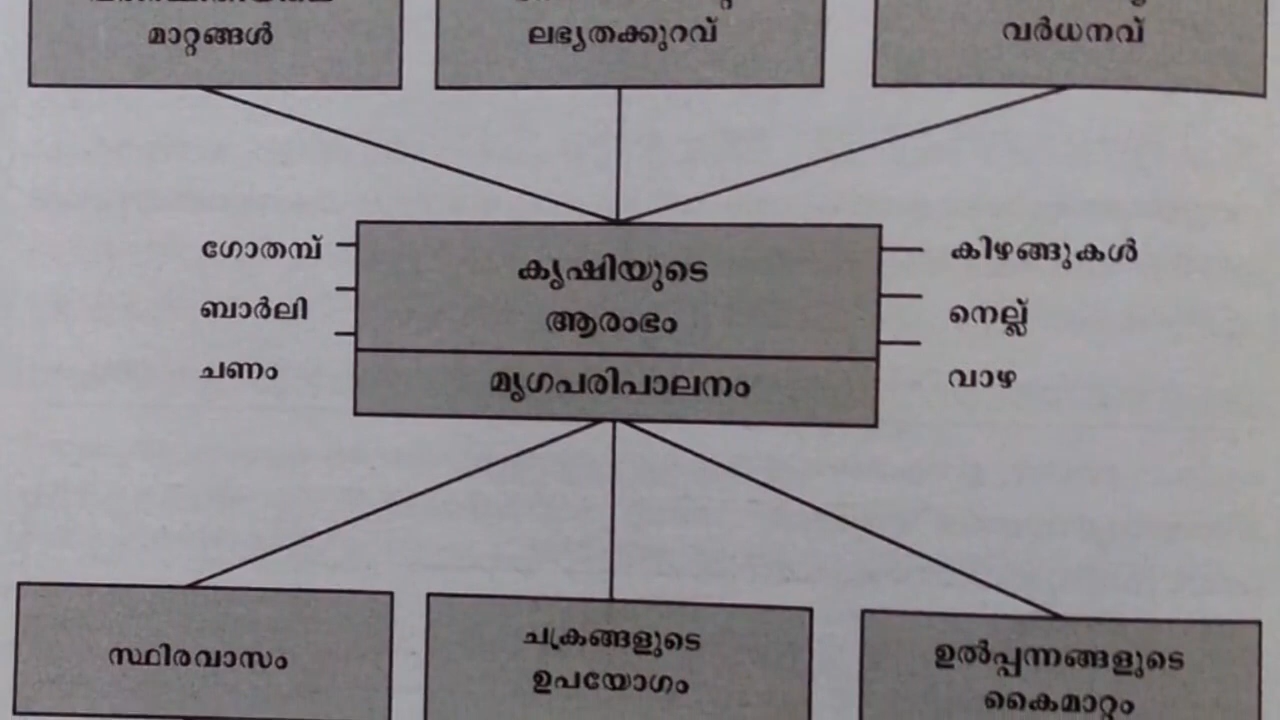 മാറ്റങ്ങൾ
ലഭ്യതക്കുറവ്
വർധനവ്
ഗോതമ്പ്
ബാർലി
ചണം
കൃഷിയുടെ
ആരംഭം
മൃഗപരിപാലനം
കിഴങ്ങുകൾ
നെല്ല്
വാഴ
സ്ഥിരവാസം
ചക്രങ്ങളുടെ
ഉപയോഗം
ഉൽപ്പന്നങ്ങളുടെ
കൈമാറ്റം